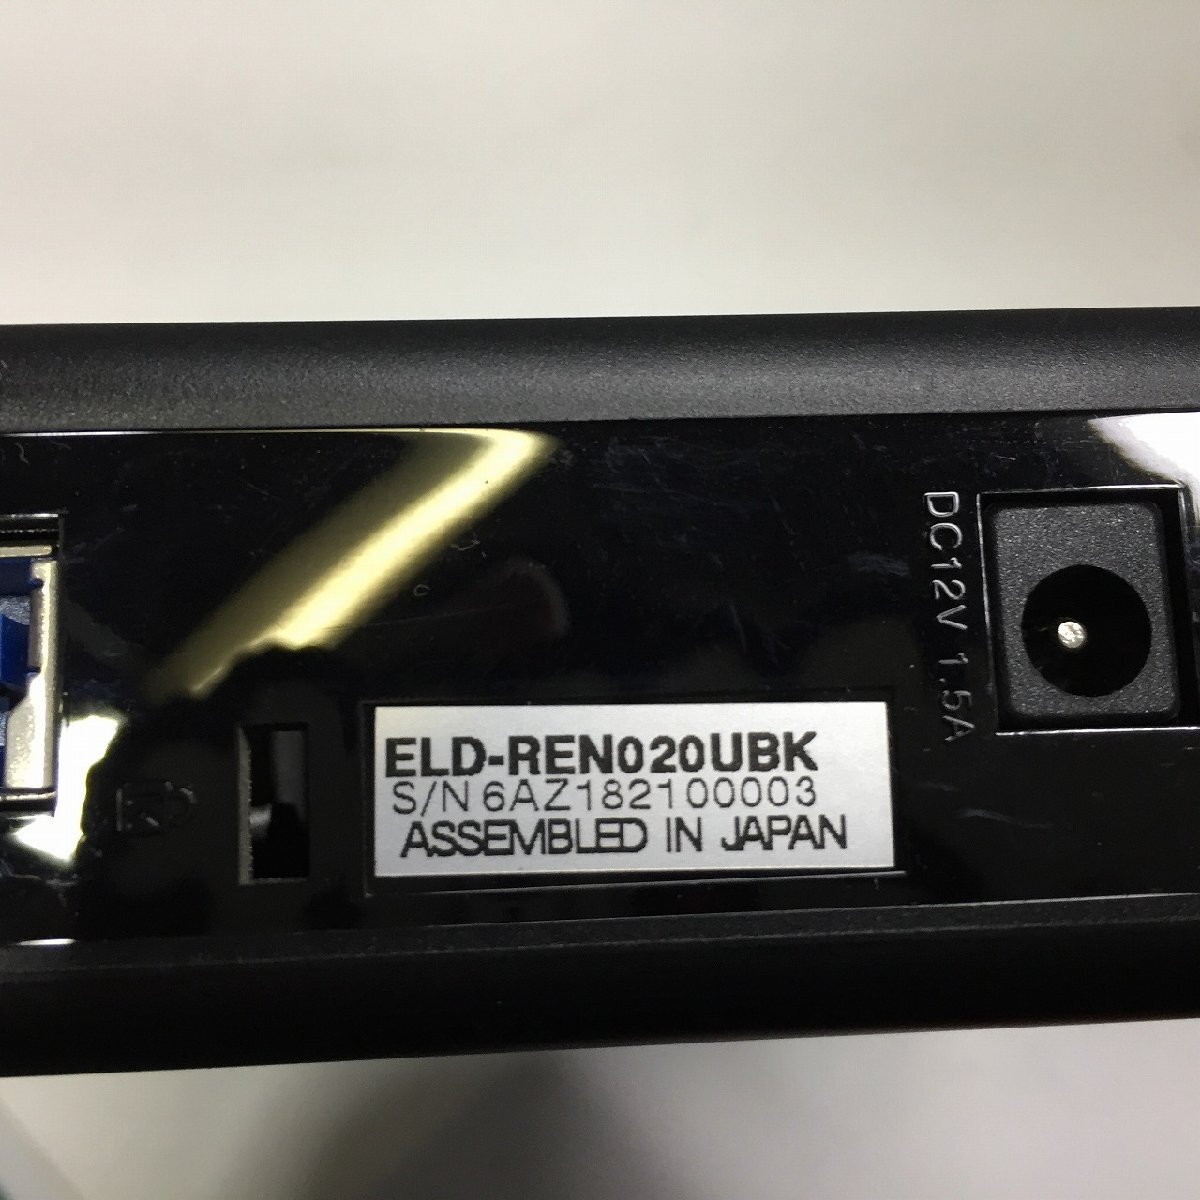 DC12V 1.5A
ELD-REN020UBK
S/N 6AZ182100003
ASSEMBLED IN JAPAN